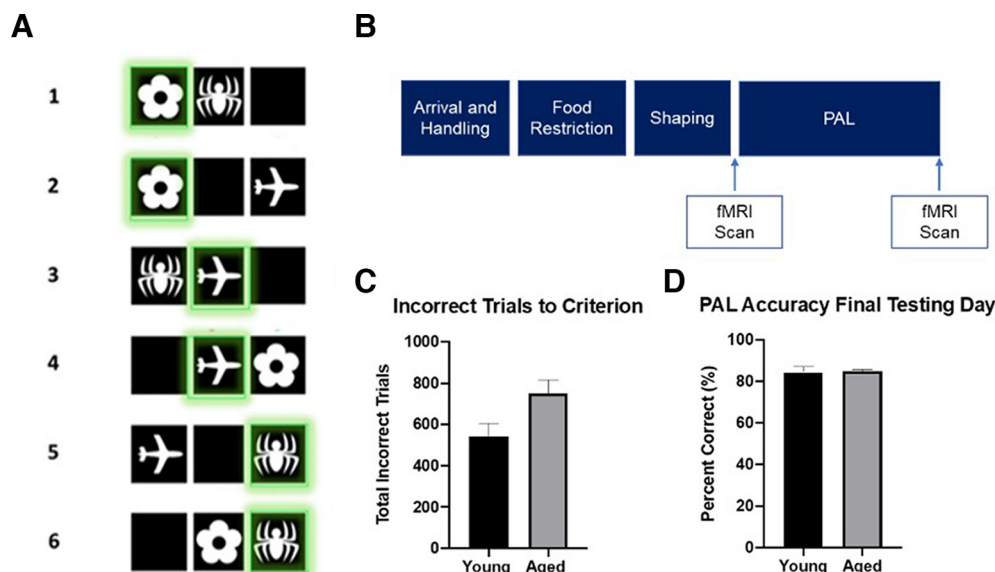 A
1
2
3
4
5
6
B
Arrival and
Handling
Food
Restriction
Shaping
PAL
fMRI
Scan
fMRI
Scan
C
Incorrect Trials to Criterion
Total Incorrect Trials
1000
800
600
400
200
0
Young Aged
D
PAL Accuracy Final Testing Day
Percent Correct (%)
100
80
60
40
20
0
Young Aged